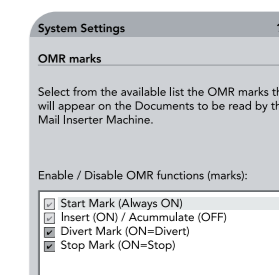 System Settings
OMR marks
Select from the available list the OMR marks
will appear on the Documents to be read by
Mail Inserter Machine.
Enable / Disable OMR functions (marks):
Start Mark (Always ON)
Insert (ON) / Acummulate (OFF)
Divert Mark (ON=Divert)
Stop Mark (ON=Stop)